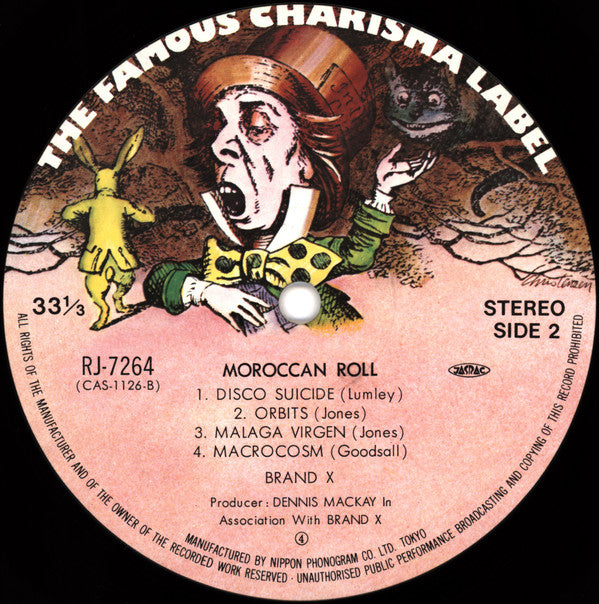 THE FAMOUS CHARISMA LABEL
33⅓
STEREO
SIDE 2
RJ-7264
(CAS-1126-B)
JASRAC
MOROCCAN ROLL
1. DISCO SUICIDE (Lumley)
2. ORBITS (Jones)
3. MALAGA VIRGEN (Jones)
4. MACROCOSM (Goodsall)
BRAND X
Producer: DENNIS MACKAY In
Association With BRAND X
④
ALL RIGHTS OF THE MANUFACTURER AND OF THE OWNER OF THE RECORDED WORK RESERVED · UNAUTHORISED PUBLIC PERFORMANCE BROADCASTING AND COPYING OF THIS RECORD PROHIBITED
MANUFACTURED BY NIPPON PHONOGRAM CO. LTD. TOKYO